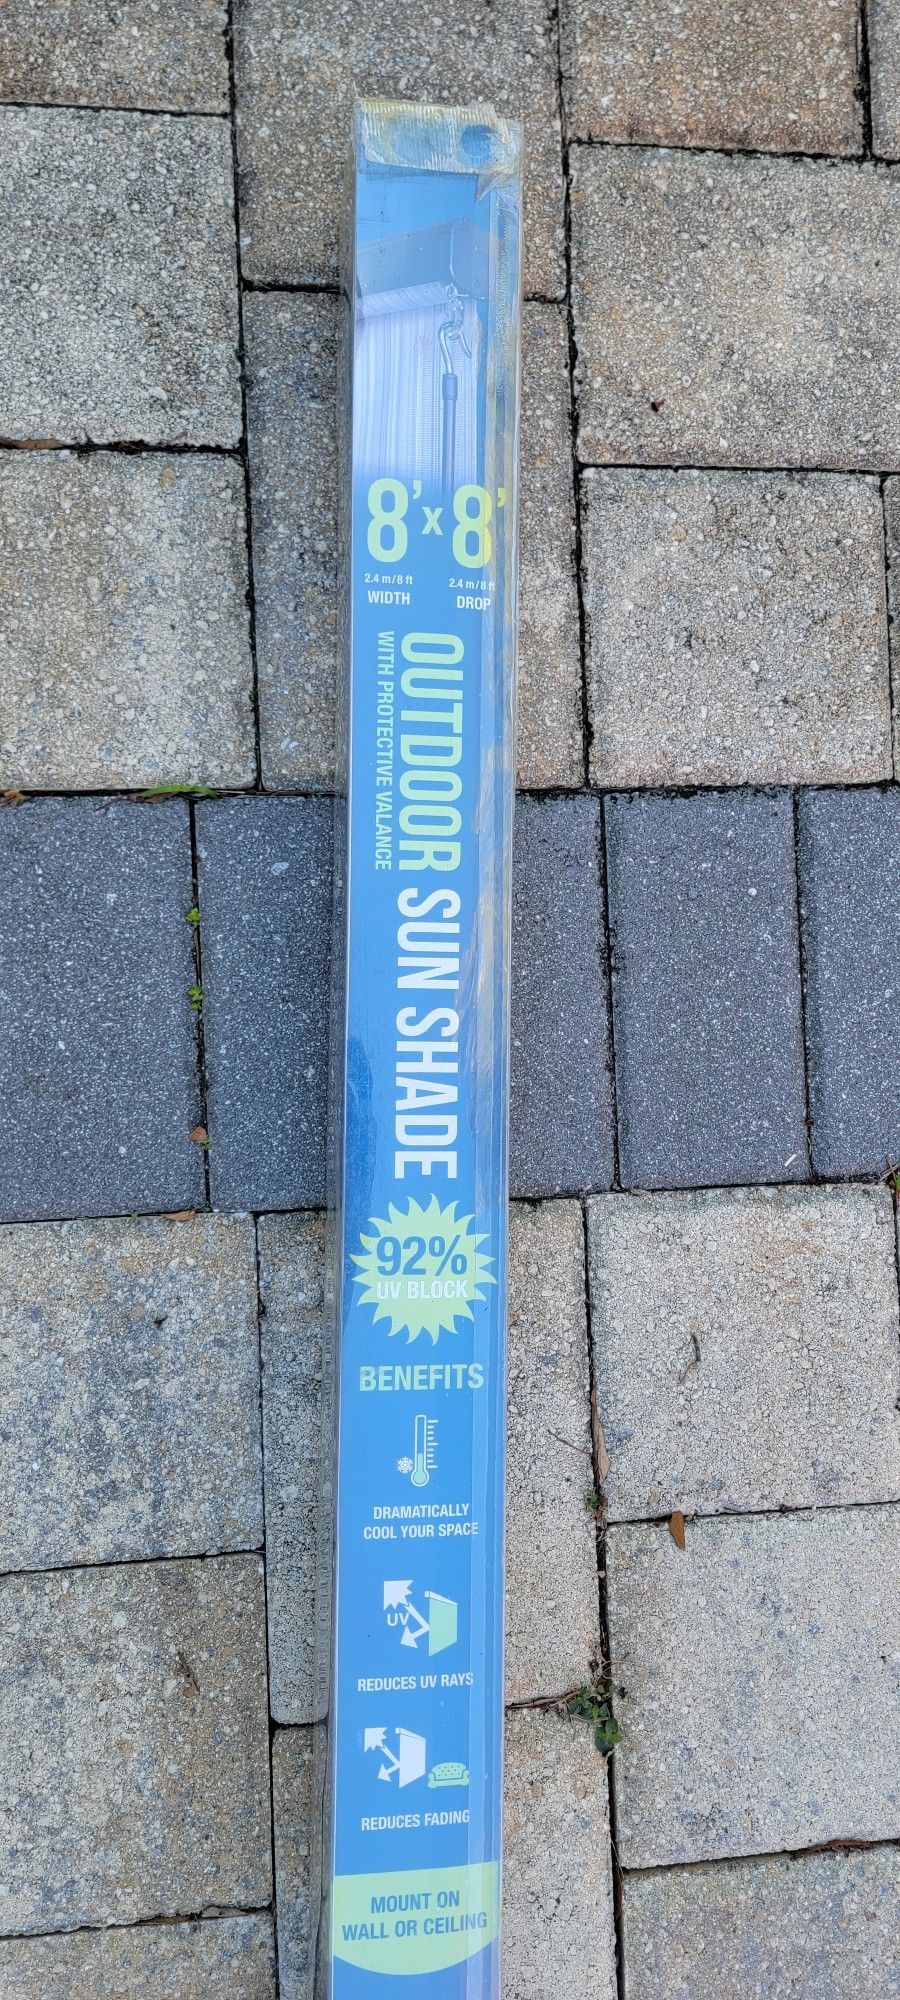 8' x 8'
2.4 m/8 ft 2.4 m/8 ft
WIDTH DROP
OUTDOOR SUN SHADE
WITH PROTECTIVE VALANCE
92%
UV BLOCK
BENEFITS
DRAMATICALLY
COOL YOUR SPACE
UV
REDUCES UV RAYS
REDUCES FADING
MOUNT ON
WALL OR CEILING